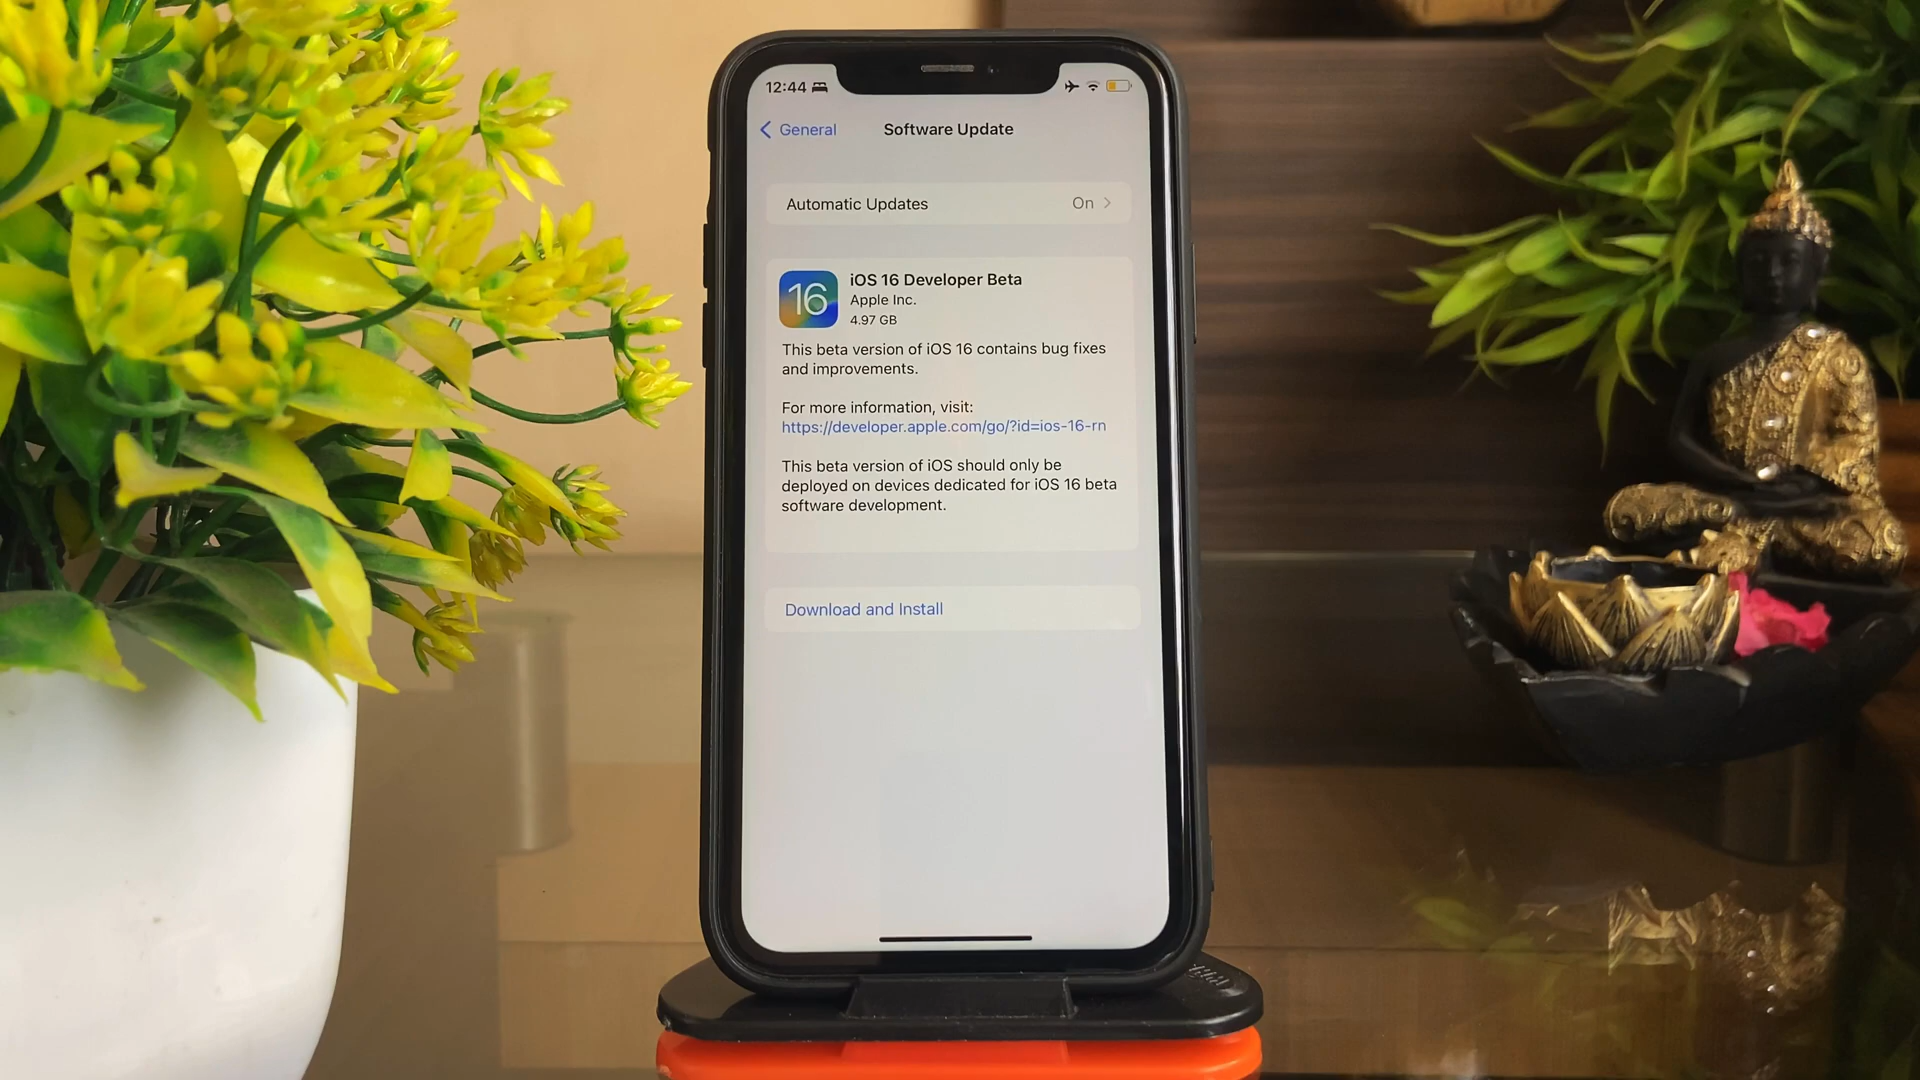 12:44
General
Software Update
Automatic Updates On
16
iOS 16 Developer Beta
Apple Inc.
4.97 GB
This beta version of iOS 16 contains bug fixes
and improvements.
For more information, visit:
https://developer.apple.com/go/?id=ios-16-rn
This beta version of iOS should only be
deployed on devices dedicated for iOS 16 beta
software development.
Download and Install